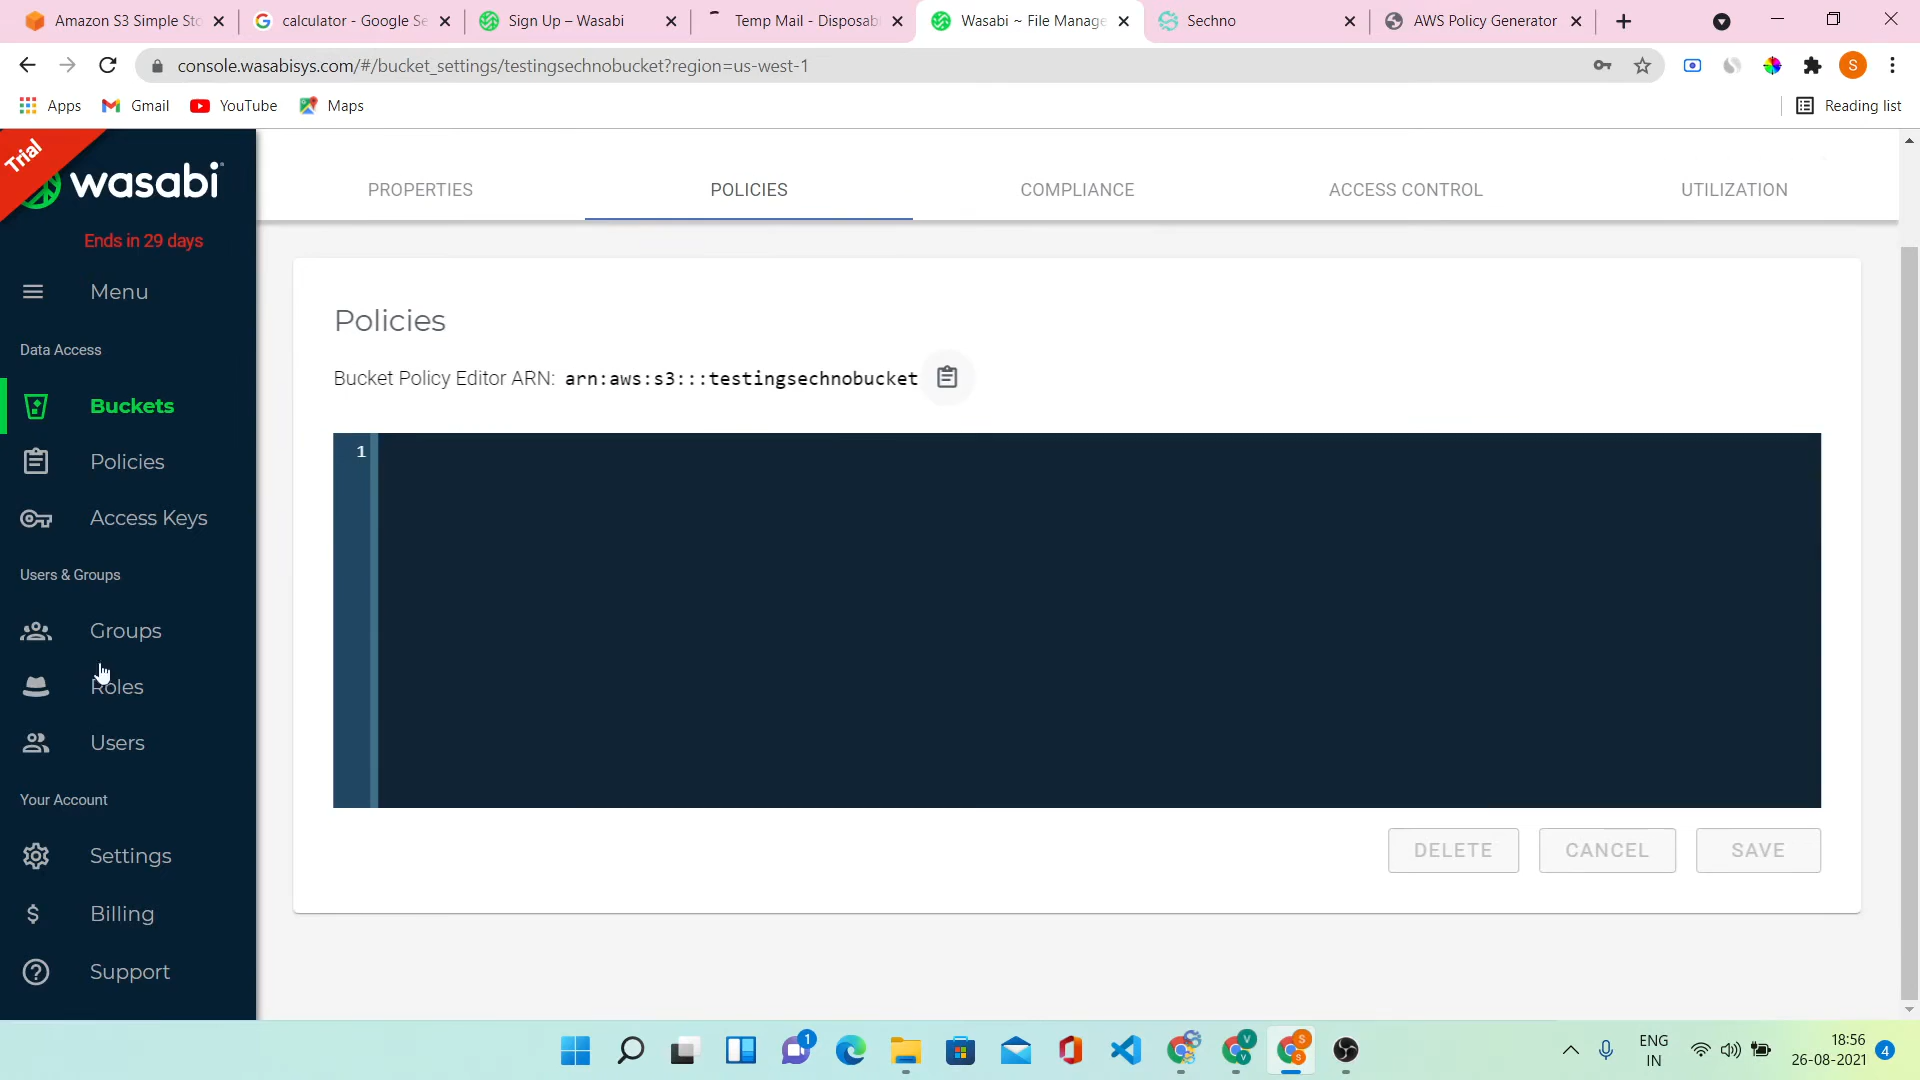 Amazon S3 Simple Sto
calculator - Google Se
Sign Up – Wasabi
Temp Mail - Disposab
Wasabi ~ File Manage
Sechno
AWS Policy Generator
console.wasabisys.com/#/bucket_settings/testingsechnobucket?region=us-west-1
S
Apps
Gmail
YouTube
Maps
Reading list
Trial
wasabi
Ends in 29 days
Menu
Data Access
Buckets
Policies
Access Keys
Users & Groups
Groups
Roles
Users
Your Account
Settings
Billing
Support
PROPERTIES
POLICIES
COMPLIANCE
ACCESS CONTROL
UTILIZATION
Policies
Bucket Policy Editor ARN: arn:aws:s3:::testingsechnobucket
1
DELETE
CANCEL
SAVE
1
V
V
S
S
ENG
IN
18:56
26-08-2021
4